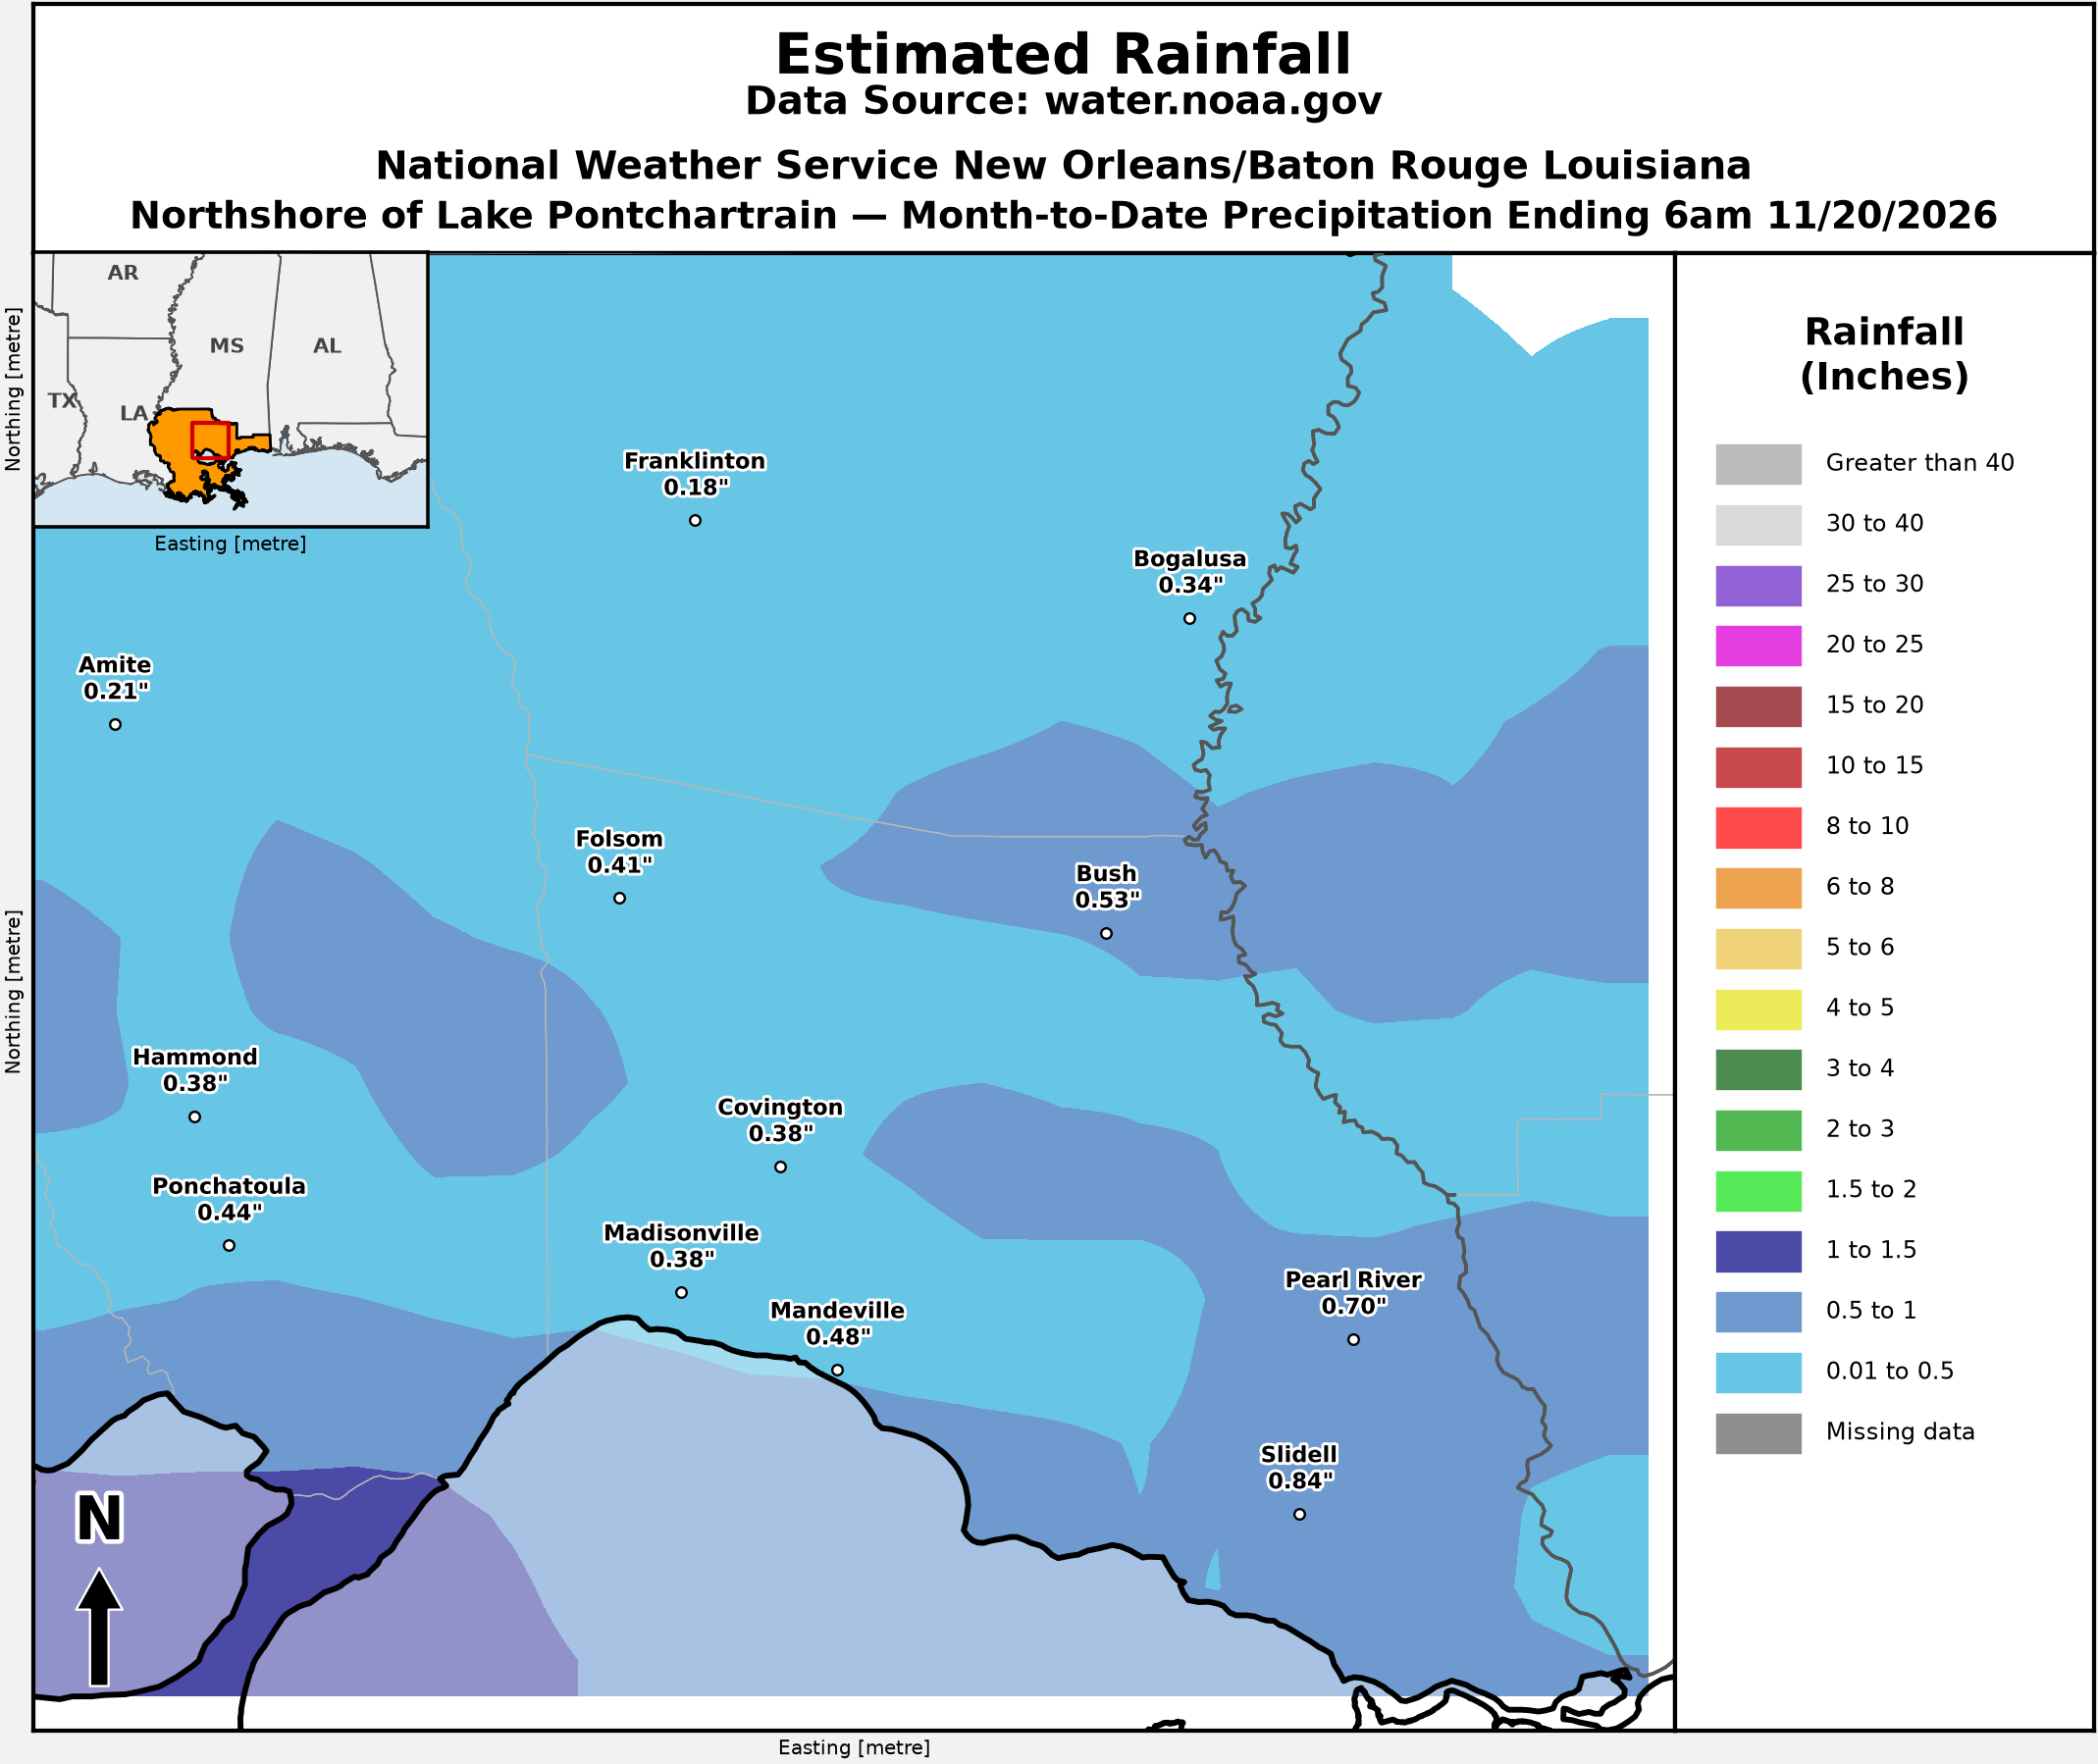 Estimated Rainfall
Data Source: water.noaa.gov
National Weather Service New Orleans/Baton Rouge Louisiana
Northshore of Lake Pontchartrain — Month-to-Date Precipitation Ending 6am 11/20/2026
AR
MS
AL
TX
LA
Northing [metre]
Easting [metre]
Franklinton
0.18"
Bogalusa
0.34"
Amite
0.21"
Folsom
0.41"
Bush
0.53"
Northing [metre]
Hammond
0.38"
Covington
0.38"
Ponchatoula
0.44"
Madisonville
0.38"
Pearl River
0.70"
Mandeville
0.48"
Slidell
0.84"
N
Easting [metre]
Rainfall
(Inches)
Greater than 40
30 to 40
25 to 30
20 to 25
15 to 20
10 to 15
8 to 10
6 to 8
5 to 6
4 to 5
3 to 4
2 to 3
1.5 to 2
1 to 1.5
0.5 to 1
0.01 to 0.5
Missing data